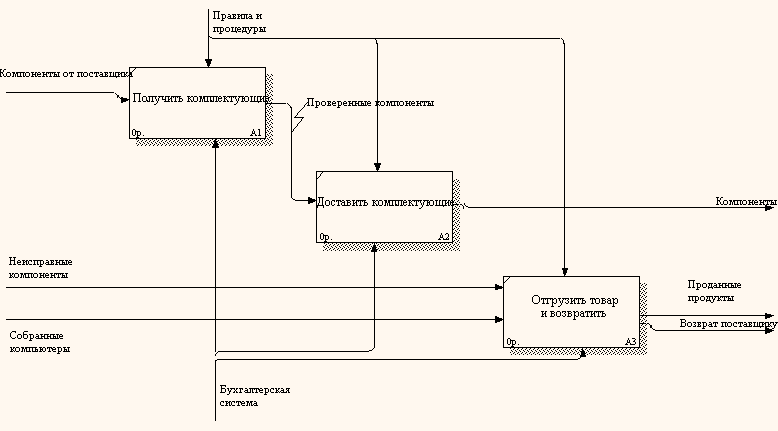 Правила и
процедуры
Компоненты от поставщика
Получить комплектующие
0р.
A1
Проверенные компоненты
Доставить комплектующие
0р.
A2
Компоненты
Неисправные
компоненты
Собранные
компьютеры
Отгрузить товар
и возвратить
0р.
A3
Проданные
продукты
Возврат поставщику
Бухгалтерская
система